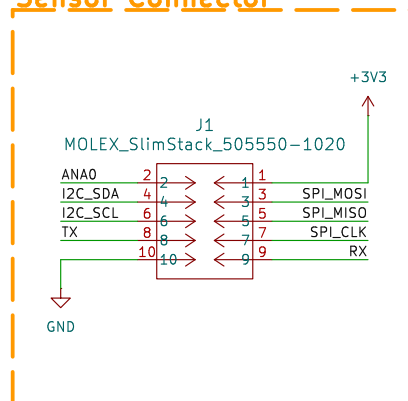 Sensor Connector
+3V3
J1
MOLEX_SlimStack_505550-1020
ANA0 2 2 1 1
I2C_SDA 4 4 3 3 SPI_MOSI
I2C_SCL 6 6 5 5 SPI_MISO
TX 8 8 7 7 SPI_CLK
10 10 9 9 RX
GND